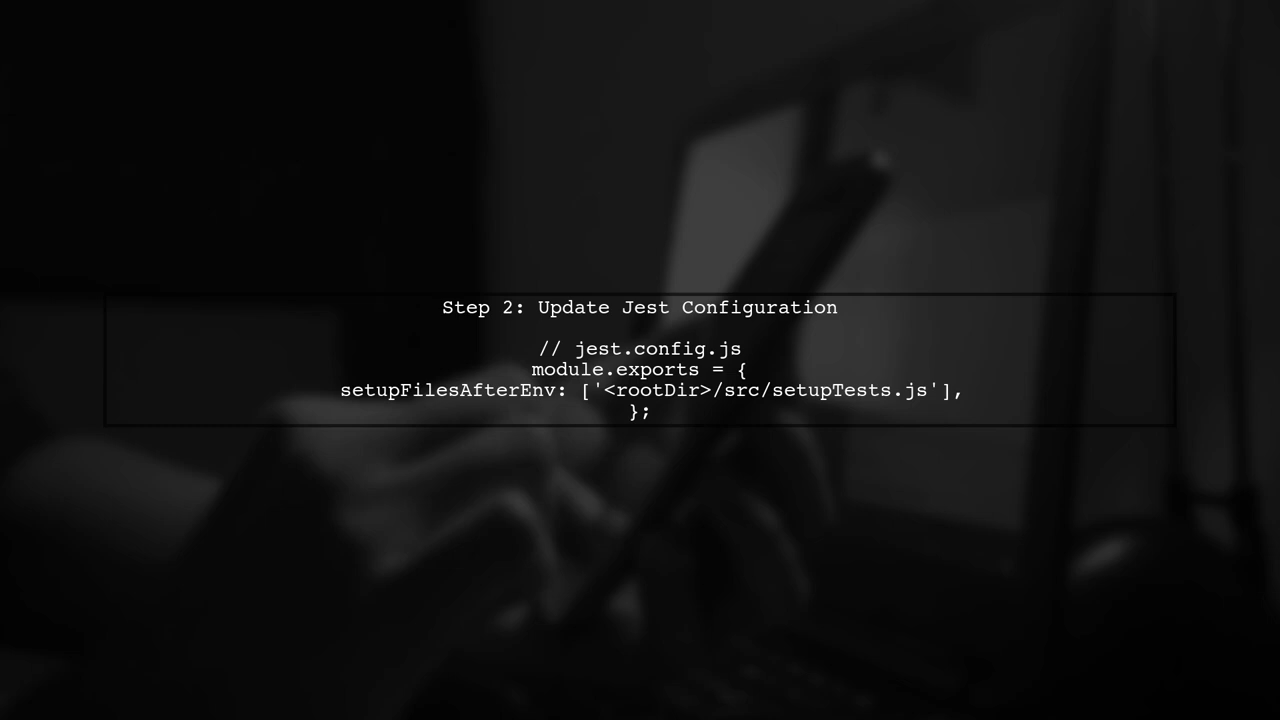 Step 2: Update Jest Configuration
// jest.config.js
module.exports = {
setupFilesAfterEnv: ['<rootDir>/src/setupTests.js'],
};